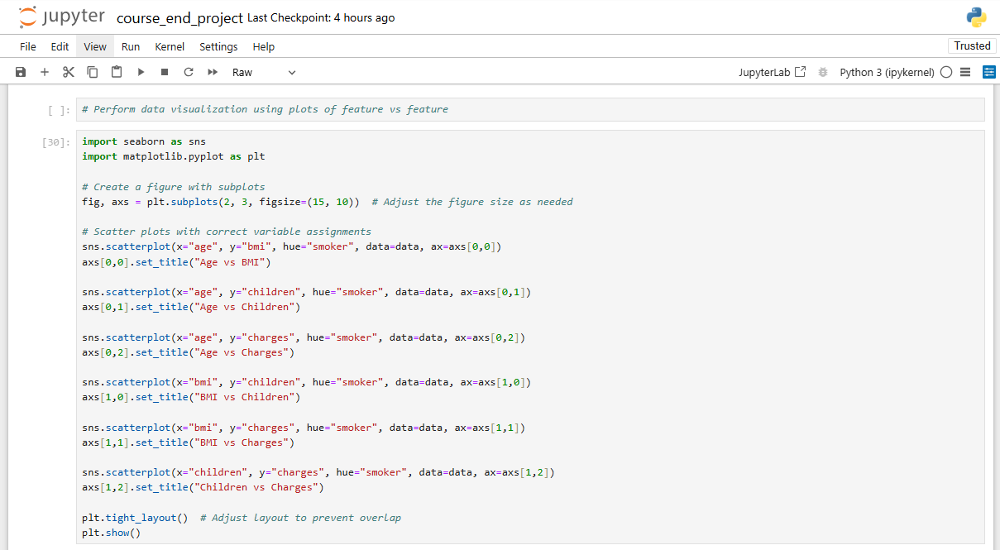 jupyter course_end_project Last Checkpoint: 4 hours ago
File Edit View Run Kernel Settings Help Trusted
Raw JupyterLab Python 3 (ipykernel)
[ ]: # Perform data visualization using plots of feature vs feature
[30]: import seaborn as sns
import matplotlib.pyplot as plt
# Create a figure with subplots
fig, axs = plt.subplots(2, 3, figsize=(15, 10))  # Adjust the figure size as needed
# Scatter plots with correct variable assignments
sns.scatterplot(x="age", y="bmi", hue="smoker", data=data, ax=axs[0,0])
axs[0,0].set_title("Age vs BMI")
sns.scatterplot(x="age", y="children", hue="smoker", data=data, ax=axs[0,1])
axs[0,1].set_title("Age vs Children")
sns.scatterplot(x="age", y="charges", hue="smoker", data=data, ax=axs[0,2])
axs[0,2].set_title("Age vs Charges")
sns.scatterplot(x="bmi", y="children", hue="smoker", data=data, ax=axs[1,0])
axs[1,0].set_title("BMI vs Children")
sns.scatterplot(x="bmi", y="charges", hue="smoker", data=data, ax=axs[1,1])
axs[1,1].set_title("BMI vs Charges")
sns.scatterplot(x="children", y="charges", hue="smoker", data=data, ax=axs[1,2])
axs[1,2].set_title("Children vs Charges")
plt.tight_layout()  # Adjust layout to prevent overlap
plt.show()